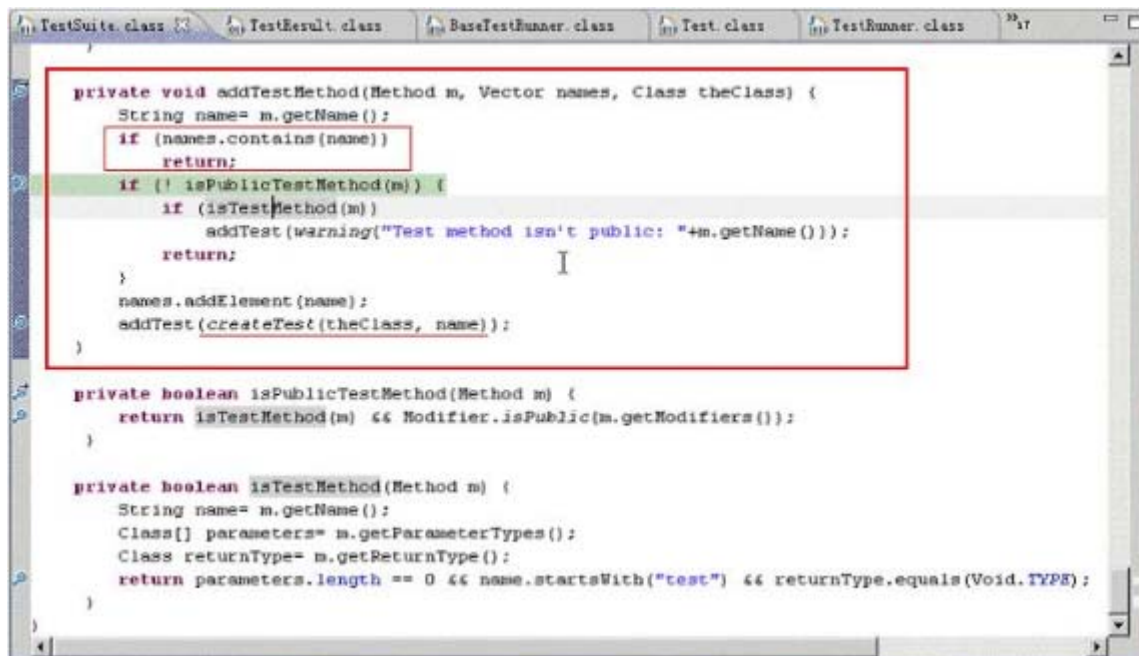 TestSuite.class TestResult.class BaseTestRunner.class Test.class TestRunner.class »17
}
private void addTestMethod(Method m, Vector names, Class theClass) {
String name= m.getName();
if (names.contains(name))
return;
if (! isPublicTestMethod(m)) {
if (isTestMethod(m))
addTest(warning("Test method isn't public: "+m.getName()));
return;
}
names.addElement(name);
addTest(createTest(theClass, name));
}
private boolean isPublicTestMethod(Method m) {
return isTestMethod(m) && Modifier.isPublic(m.getModifiers());
}
private boolean isTestMethod(Method m) {
String name= m.getName();
Class[] parameters= m.getParameterTypes();
Class returnType= m.getReturnType();
return parameters.length == 0 && name.startsWith("test") && returnType.equals(Void.TYPE);
}
}